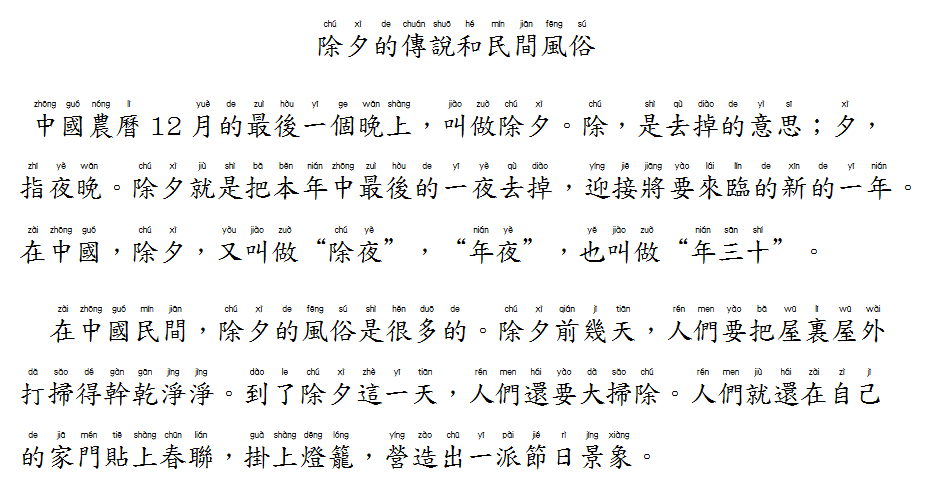 chú xī de chuán shuō hé mín jiān fēng sú
除夕的傳說和民間風俗
zhōng guó nóng lì yuè de zuì hòu yī ge wǎn shàng jiào zuò chú xī chú shì qù diào de yì sī xī
中國農曆12月的最後一個晚上，叫做除夕。除，是去掉的意思；夕，
zhǐ yè wǎn chú xī jiù shì bǎ běn nián zhōng zuì hòu de yī yè qù diào yíng jiē jiāng yào lái lín de xīn de yī nián
指夜晚。除夕就是把本年中最後的一夜去掉，迎接將要來臨的新的一年。
zài zhōng guó chú xī yòu jiào zuò chú yè nián yè yě jiào zuò nián sān shí
在中國，除夕，又叫做“除夜”，“年夜”，也叫做“年三十”。
zài zhōng guó mín jiān chú xī de fēng sú shì hěn duō de chú xī qián jǐ tiān rén men yào bǎ wū lǐ wū wài
在中國民間，除夕的風俗是很多的。除夕前幾天，人們要把屋裏屋外
dǎ sǎo dé gàn gān jìng jìng dào le chú xī zhè yī tiān rén men hái yào dà sǎo chú rén men jiù hái zài zì jǐ
打掃得幹乾淨淨。到了除夕這一天，人們還要大掃除。人們就還在自己
de jiā mén tiē shàng chūn lián guà shàng dēng lóng yíng zào chū yī pài jié rì jǐng xiàng
的家門貼上春聯，掛上燈籠，營造出一派節日景象。